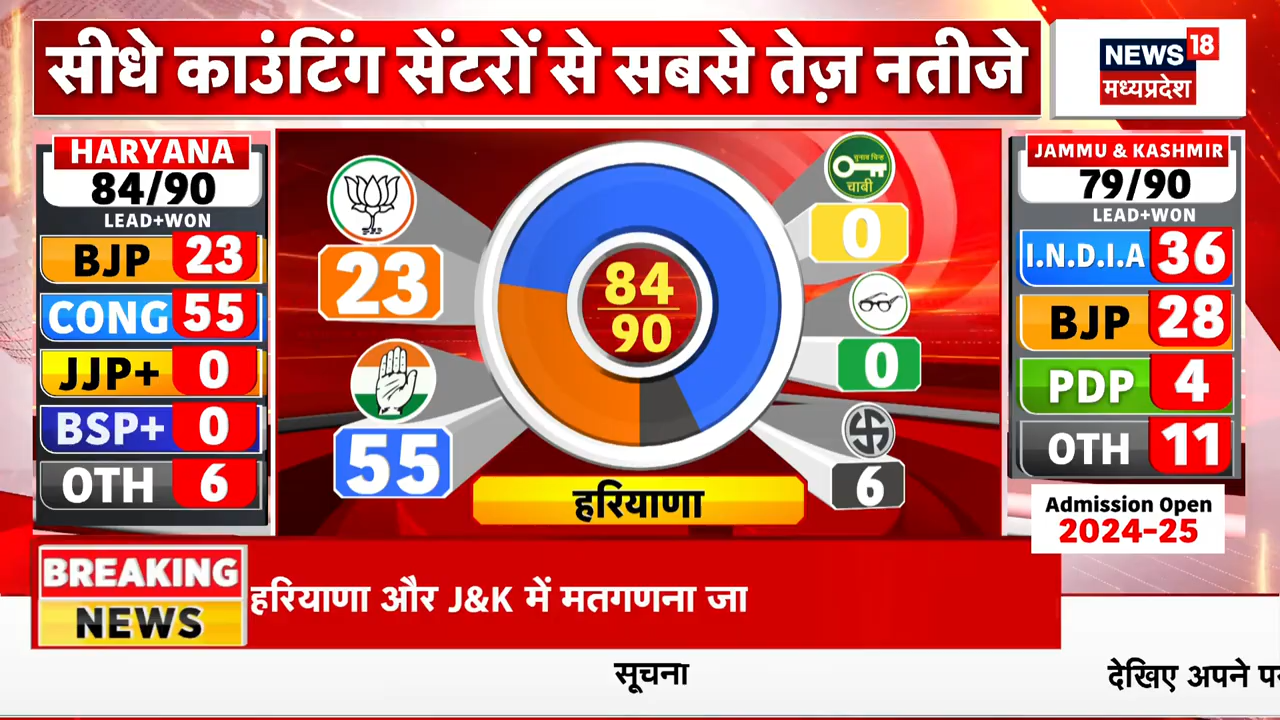 सीधे काउंटिंग सेंटरों से सबसे तेज़ नतीजे
NEWS 18
मध्यप्रदेश
HARYANA
84/90
LEAD+WON
BJP 23
CONG 55
JJP+ 0
BSP+ 0
OTH 6
23
55
84
90
चुनाव चिन्ह
चाबी
0
0
6
हरियाणा
JAMMU & KASHMIR
79/90
LEAD+WON
I.N.D.I.A 36
BJP 28
PDP 4
OTH 11
Admission Open
2024-25
BREAKING
NEWS
हरियाणा और J&K में मतगणना जा
सूचना
देखिए अपने